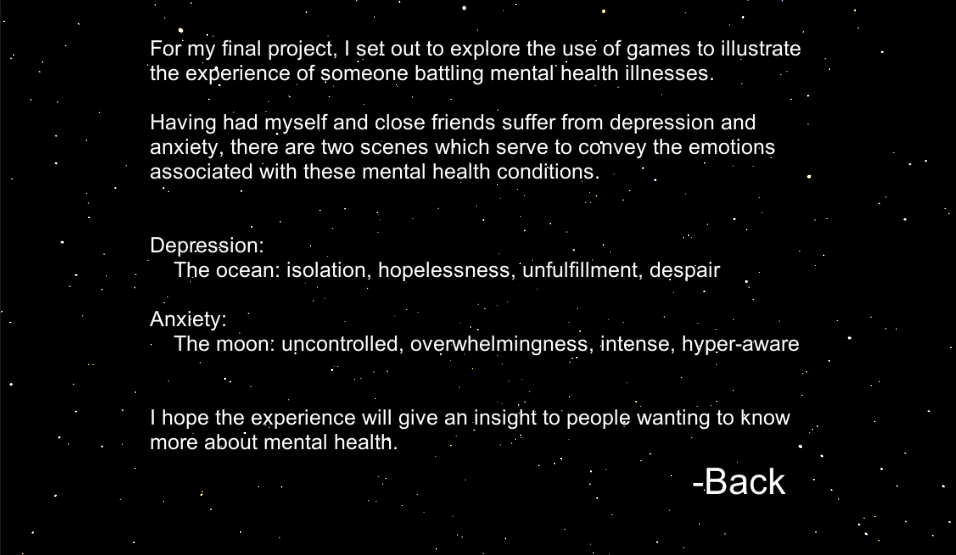 For my final project, I set out to explore the use of games to illustrate
the experience of someone battling mental health illnesses.
Having had myself and close friends suffer from depression and
anxiety, there are two scenes which serve to convey the emotions
associated with these mental health conditions.
Depression:
The ocean: isolation, hopelessness, unfulfillment, despair
Anxiety:
The moon: uncontrolled, overwhelmingness, intense, hyper-aware
I hope the experience will give an insight to people wanting to know
more about mental health.
-Back